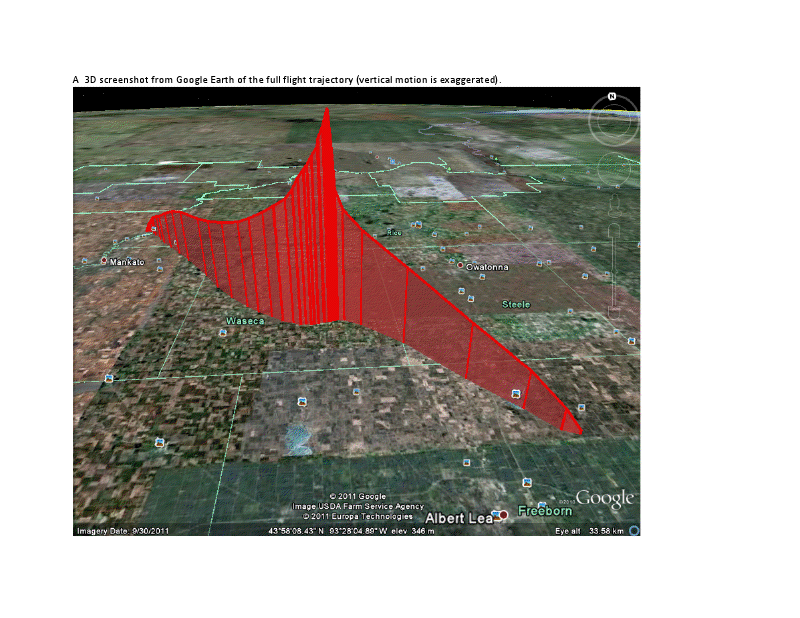 A 3D screenshot from Google Earth of the full flight trajectory (vertical motion is exaggerated).
N
Rice
Mankato
Owatonna
Steele
Waseca
© 2011 Google
Image USDA Farm Service Agency
© 2011 Europa Technologies
©2010 Google
Albert Lea
Freeborn
Imagery Date: 9/30/2011
43°58'08.43" N 93°28'04.89" W elev 346 m
Eye alt 33.58 km